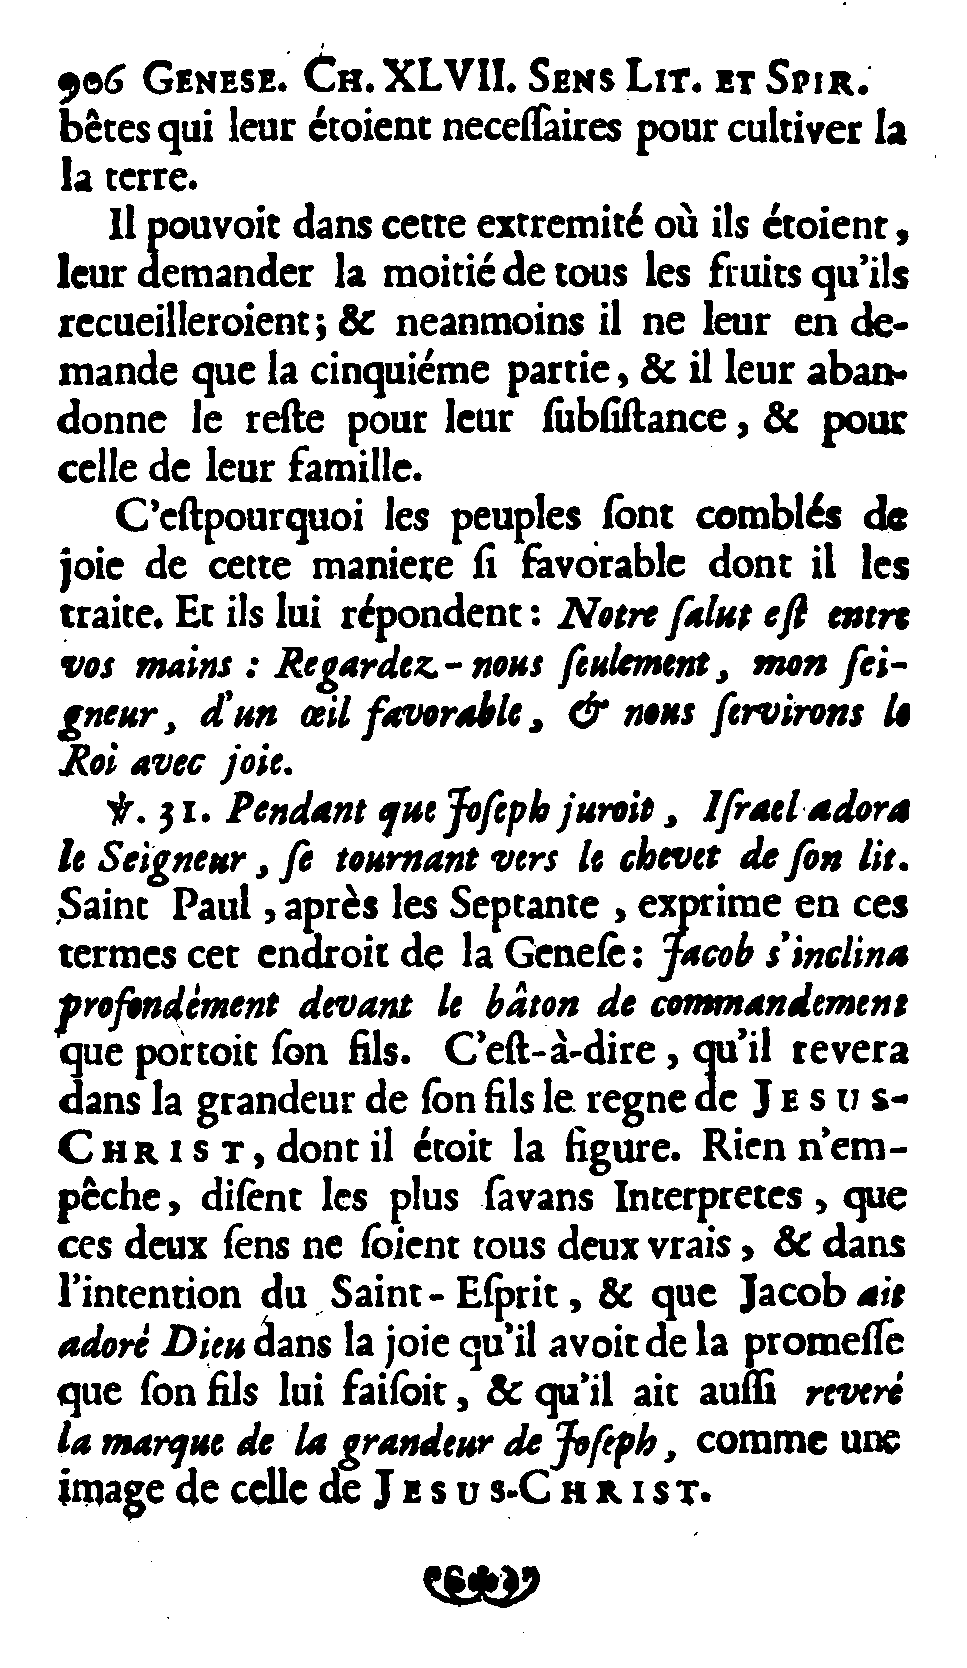 906 GENESE. CH. XLVII. SENS LIT. ET SPIR.
bêtes qui leur étoient neceſſaires pour cultiver la
la terre.
Il pouvoit dans cette extremité où ils étoient,
leur demander la moitié de tous les fruits qu'ils
recueilleroient; & neanmoins il ne leur en de-
mande que la cinquiéme partie, & il leur aban-
donne le reſte pour leur ſubſiſtance, & pour
celle de leur famille.
C'eſtpourquoi les peuples ſont comblés de
joie de cette maniere ſi favorable dont il les
traite. Et ils lui répondent: Notre ſalut eſt entre
vos mains : Regardez-nous ſeulement, mon ſei-
gneur, d'un œil favorable, & nous ſervirons le
Roi avec joie.
℣. 31. Pendant que Joſeph juroit, Iſrael adora
le Seigneur, ſe tournant vers le chevet de ſon lit.
Saint Paul, après les Septante, exprime en ces
termes cet endroit de la Geneſe: Jacob s'inclina
profondément devant le bâton de commandement
que portoit ſon fils. C'eſt-à-dire, qu'il revera
dans la grandeur de ſon fils le regne de JESUS-
CHRIST, dont il étoit la figure. Rien n'em-
pêche, diſent les plus ſavans Interpretes, que
ces deux ſens ne ſoient tous deux vrais, & dans
l'intention du Saint-Eſprit, & que Jacob ait
adoré Dieu dans la joie qu'il avoit de la promeſſe
que ſon fils lui faiſoit, & qu'il ait auſſi reveré
la marque de la grandeur de Joſeph, comme une
image de celle de JESUS-CHRIST.